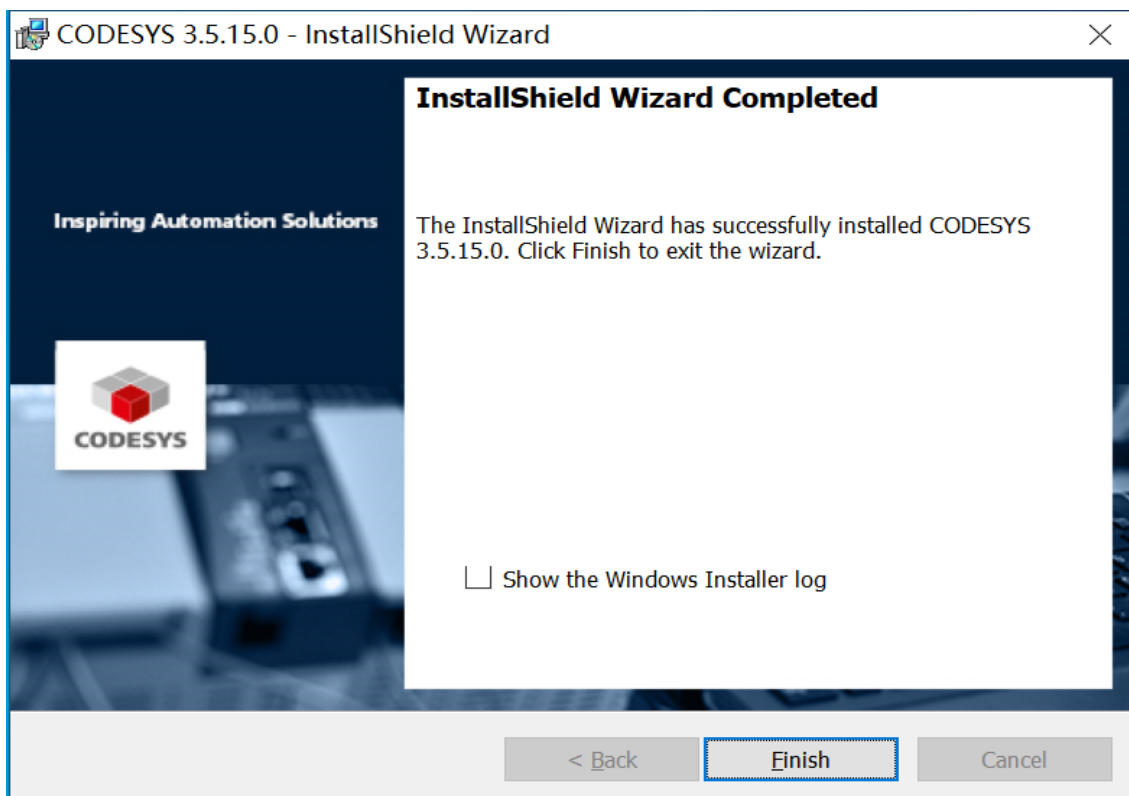 CODESYS 3.5.15.0 - InstallShield Wizard
InstallShield Wizard Completed
Inspiring Automation Solutions
The InstallShield Wizard has successfully installed CODESYS
3.5.15.0. Click Finish to exit the wizard.
CODESYS
Show the Windows Installer log
< Back
Finish
Cancel